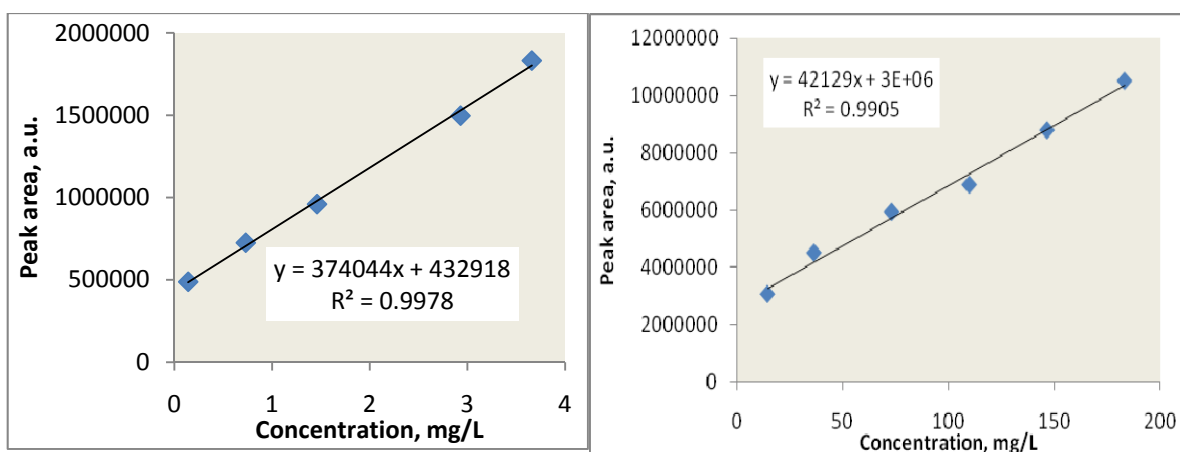 2000000
1500000
1000000
500000
0
0 1 2 3 4
Peak area, a.u.
Concentration, mg/L
y = 374044x + 432918
R² = 0.9978
12000000
10000000
8000000
6000000
4000000
2000000
0
0 50 100 150 200
Peak area, a.u.
Concentration, mg/L
y = 42129x + 3E+06
R² = 0.9905